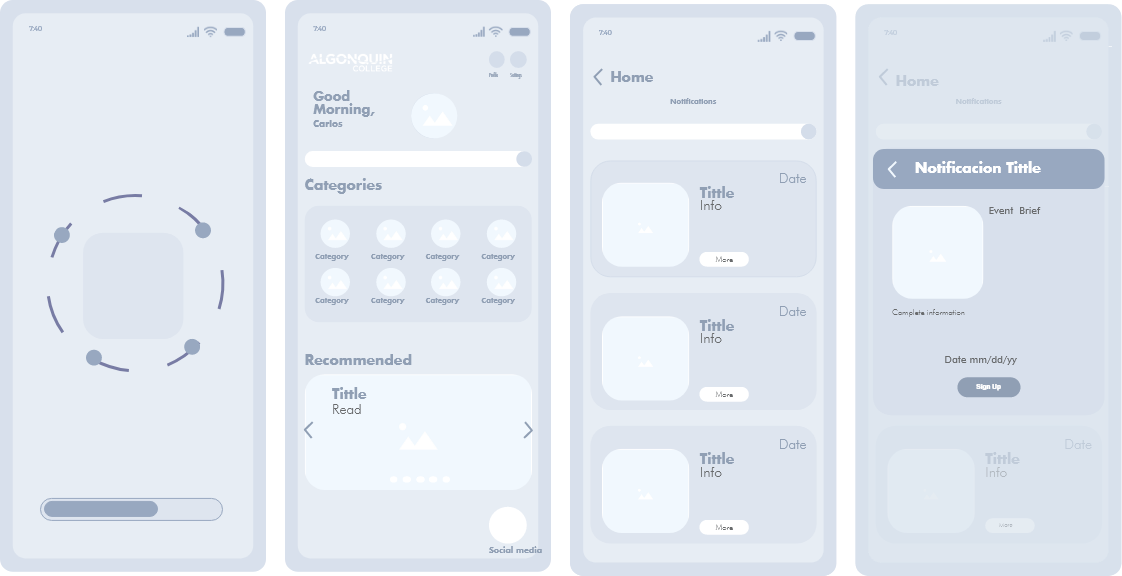 7:40
7:40
ALGONQUIN
COLLEGE
Good
Morning,
Carlos
Categories
Category Category Category Category
Category Category Category Category
Recommended
Tittle
Read
Social media
7:40
Home
Notifications
Date
Tittle
Info
More
Date
Tittle
Info
More
Date
Tittle
Info
More
7:40
Home
Notifications
Notificacion Tittle
Event Brief
Complete information
Date mm/dd/yy
Sign Up
Date
Tittle
Info
More